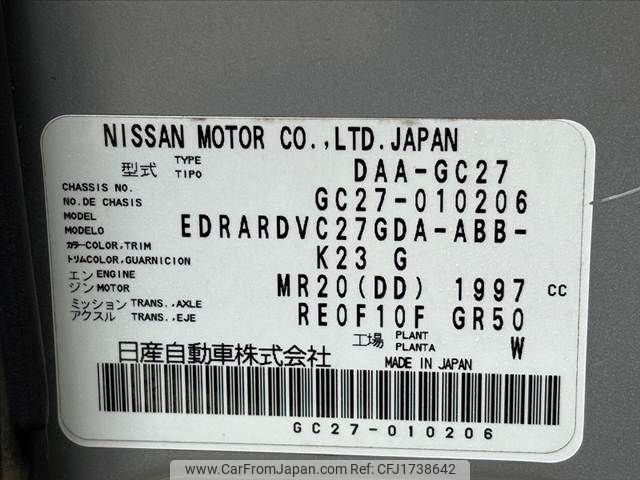 NISSAN MOTOR CO.,LTD.JAPAN
型式 TYPE TIPO DAA-GC27
CHASSIS NO. NO.DE CHASIS GC27-010206
MODEL MODELO EDRARDVC27GDA-ABB-
カラーCOLOR,TRIM トリムCOLOR,GUARNICION K23 G
エンジン ENGINE MOTOR MR20(DD) 1997 CC
ミッション TRANS.,AXLE アクスル TRANS.,EJE RE0F10F GR50
工場 PLANT PLANTA W
日産自動車株式会社 MADE IN JAPAN
GC27-010206
www.CarFromJapan.com | Ref No: CFJ1738642